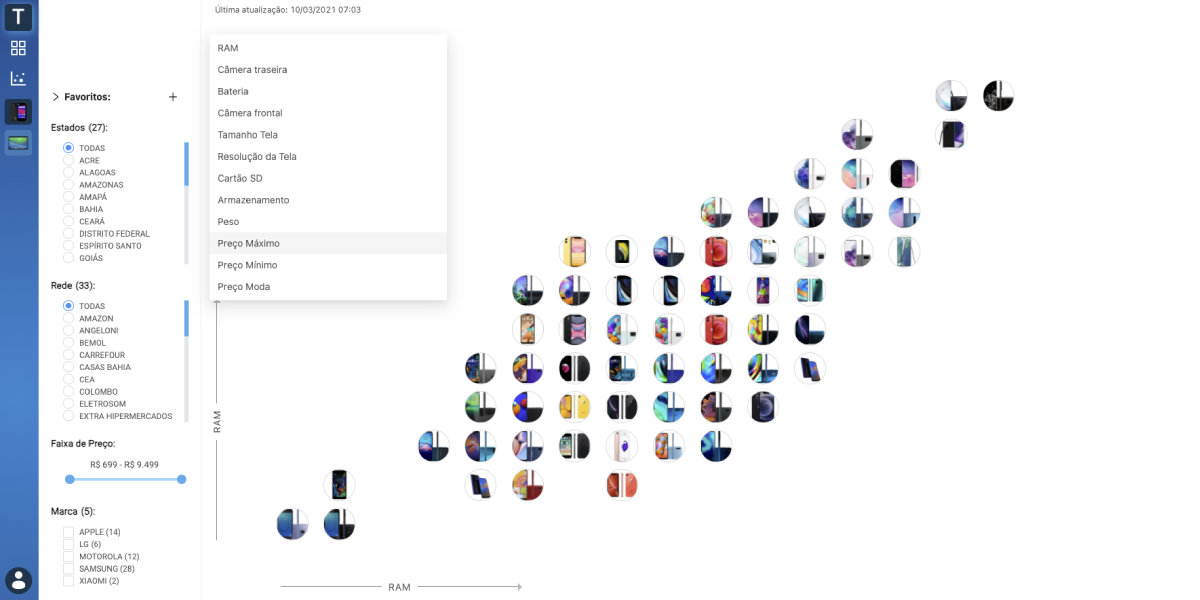 T
Última atualização: 10/03/2021 07:03
Favoritos:
Estados (27):
TODAS
ACRE
ALAGOAS
AMAZONAS
AMAPÁ
BAHIA
CEARÁ
DISTRITO FEDERAL
ESPÍRITO SANTO
GOIÁS
Rede (33):
TODAS
AMAZON
ANGELONI
BEMOL
CARREFOUR
CASAS BAHIA
CEA
COLOMBO
ELETROSOM
EXTRA HIPERMERCADOS
Faixa de Preço:
R$ 699 - R$ 9.499
Marca (5):
APPLE (14)
LG (6)
MOTOROLA (12)
SAMSUNG (28)
XIAOMI (2)
RAM
Câmera traseira
Bateria
Câmera frontal
Tamanho Tela
Resolução da Tela
Cartão SD
Armazenamento
Peso
Preço Máximo
Preço Mínimo
Preço Moda
RAM
RAM